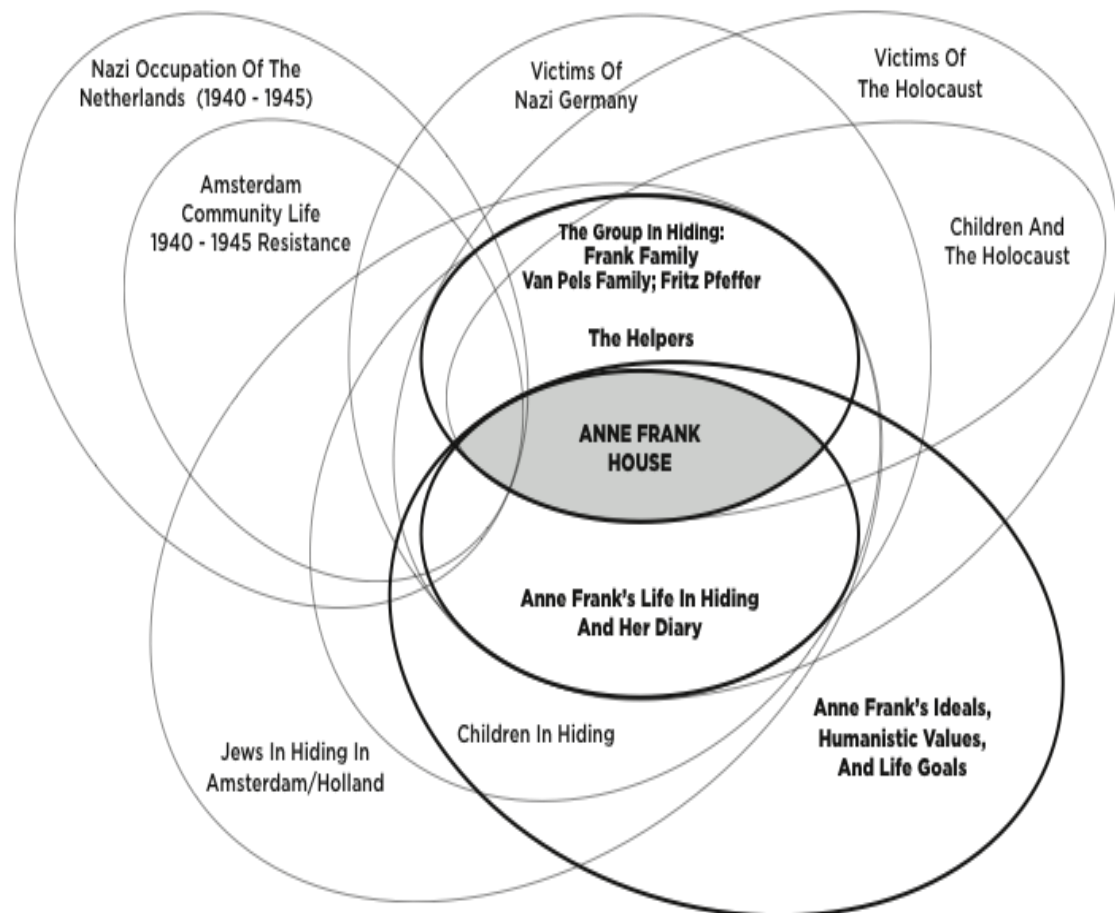 Nazi Occupation Of The
Netherlands (1940 - 1945)
Victims Of
Nazi Germany
Victims Of
The Holocaust
Amsterdam
Community Life
1940 - 1945 Resistance
The Group In Hiding:
Frank Family
Van Pels Family; Fritz Pfeffer
Children And
The Holocaust
The Helpers
ANNE FRANK
HOUSE
Anne Frank's Life In Hiding
And Her Diary
Anne Frank's Ideals,
Humanistic Values,
And Life Goals
Children In Hiding
Jews In Hiding In
Amsterdam/Holland